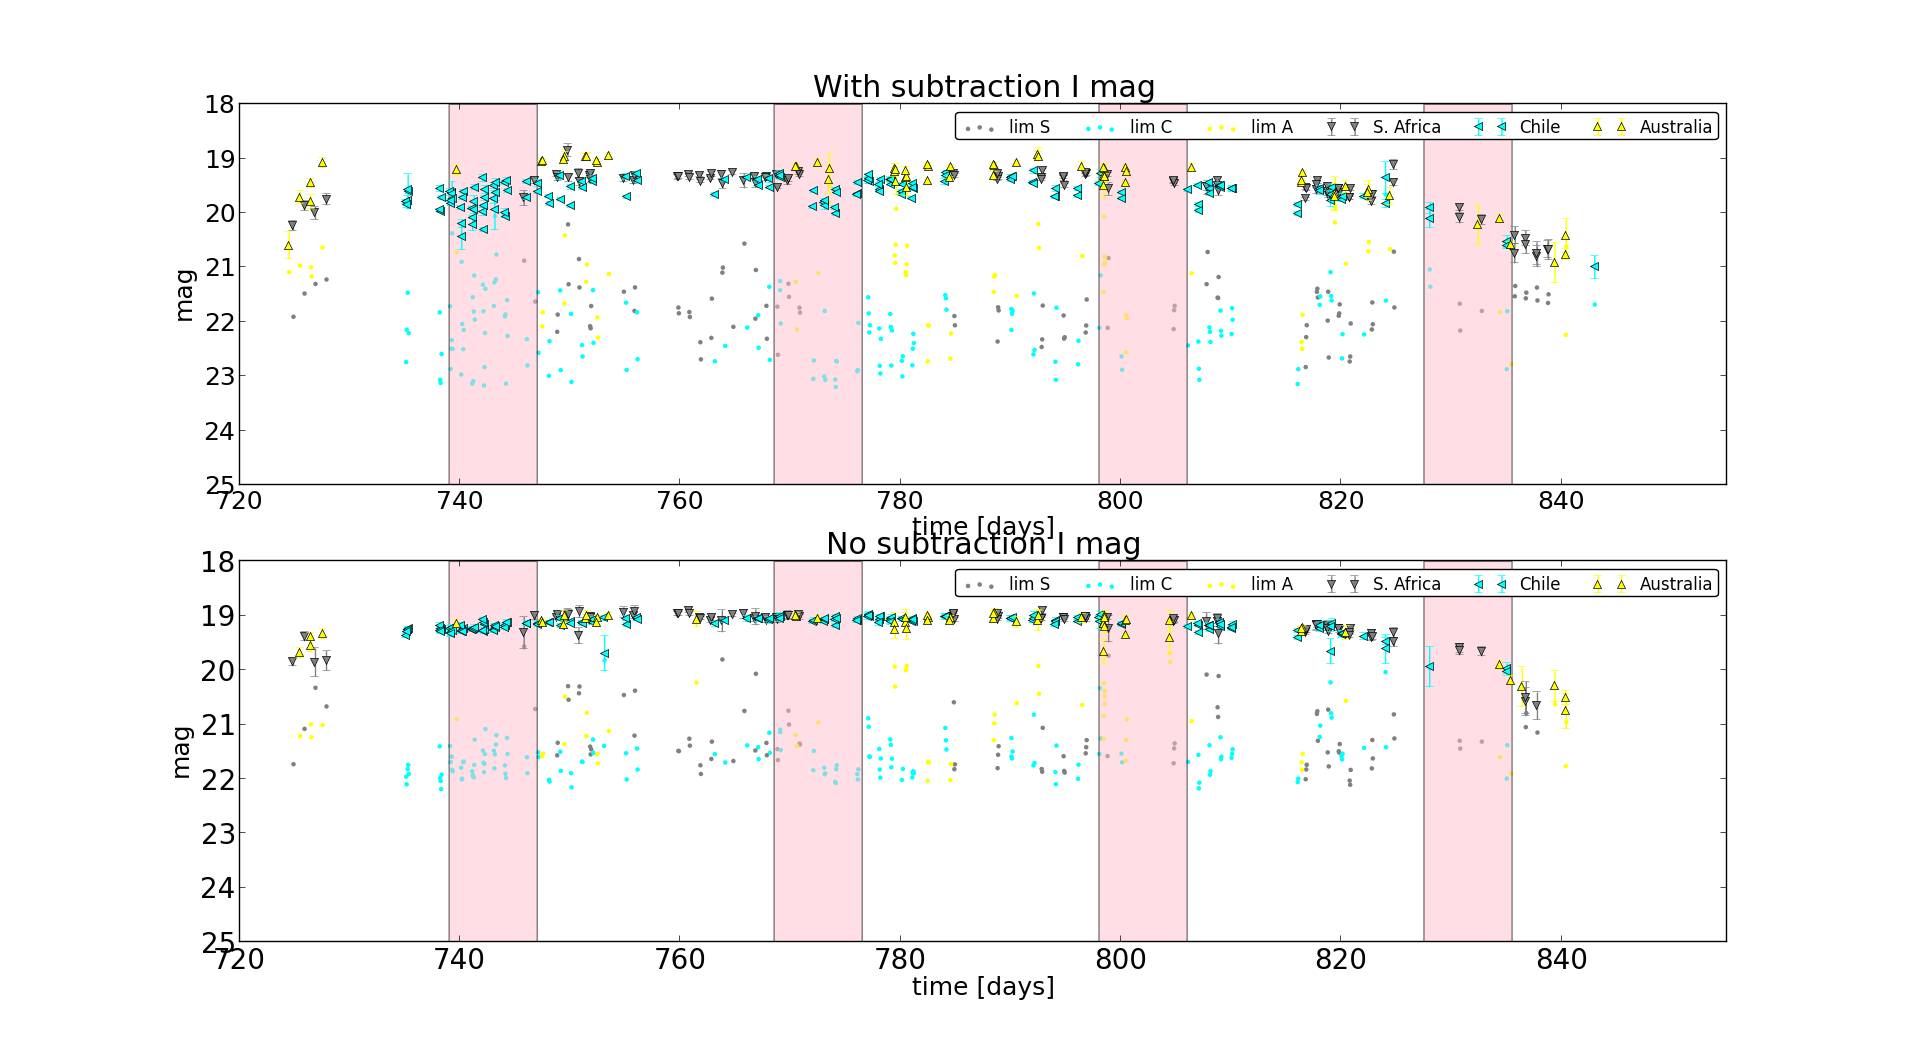 With subtraction I mag
lim S lim C lim A S. Africa Chile Australia
18
19
20
21
22
23
24
25
mag
720 740 760 780 800 820 840
time [days]
No subtraction I mag
lim S lim C lim A S. Africa Chile Australia
18
19
20
21
22
23
24
25
mag
720 740 760 780 800 820 840
time [days]